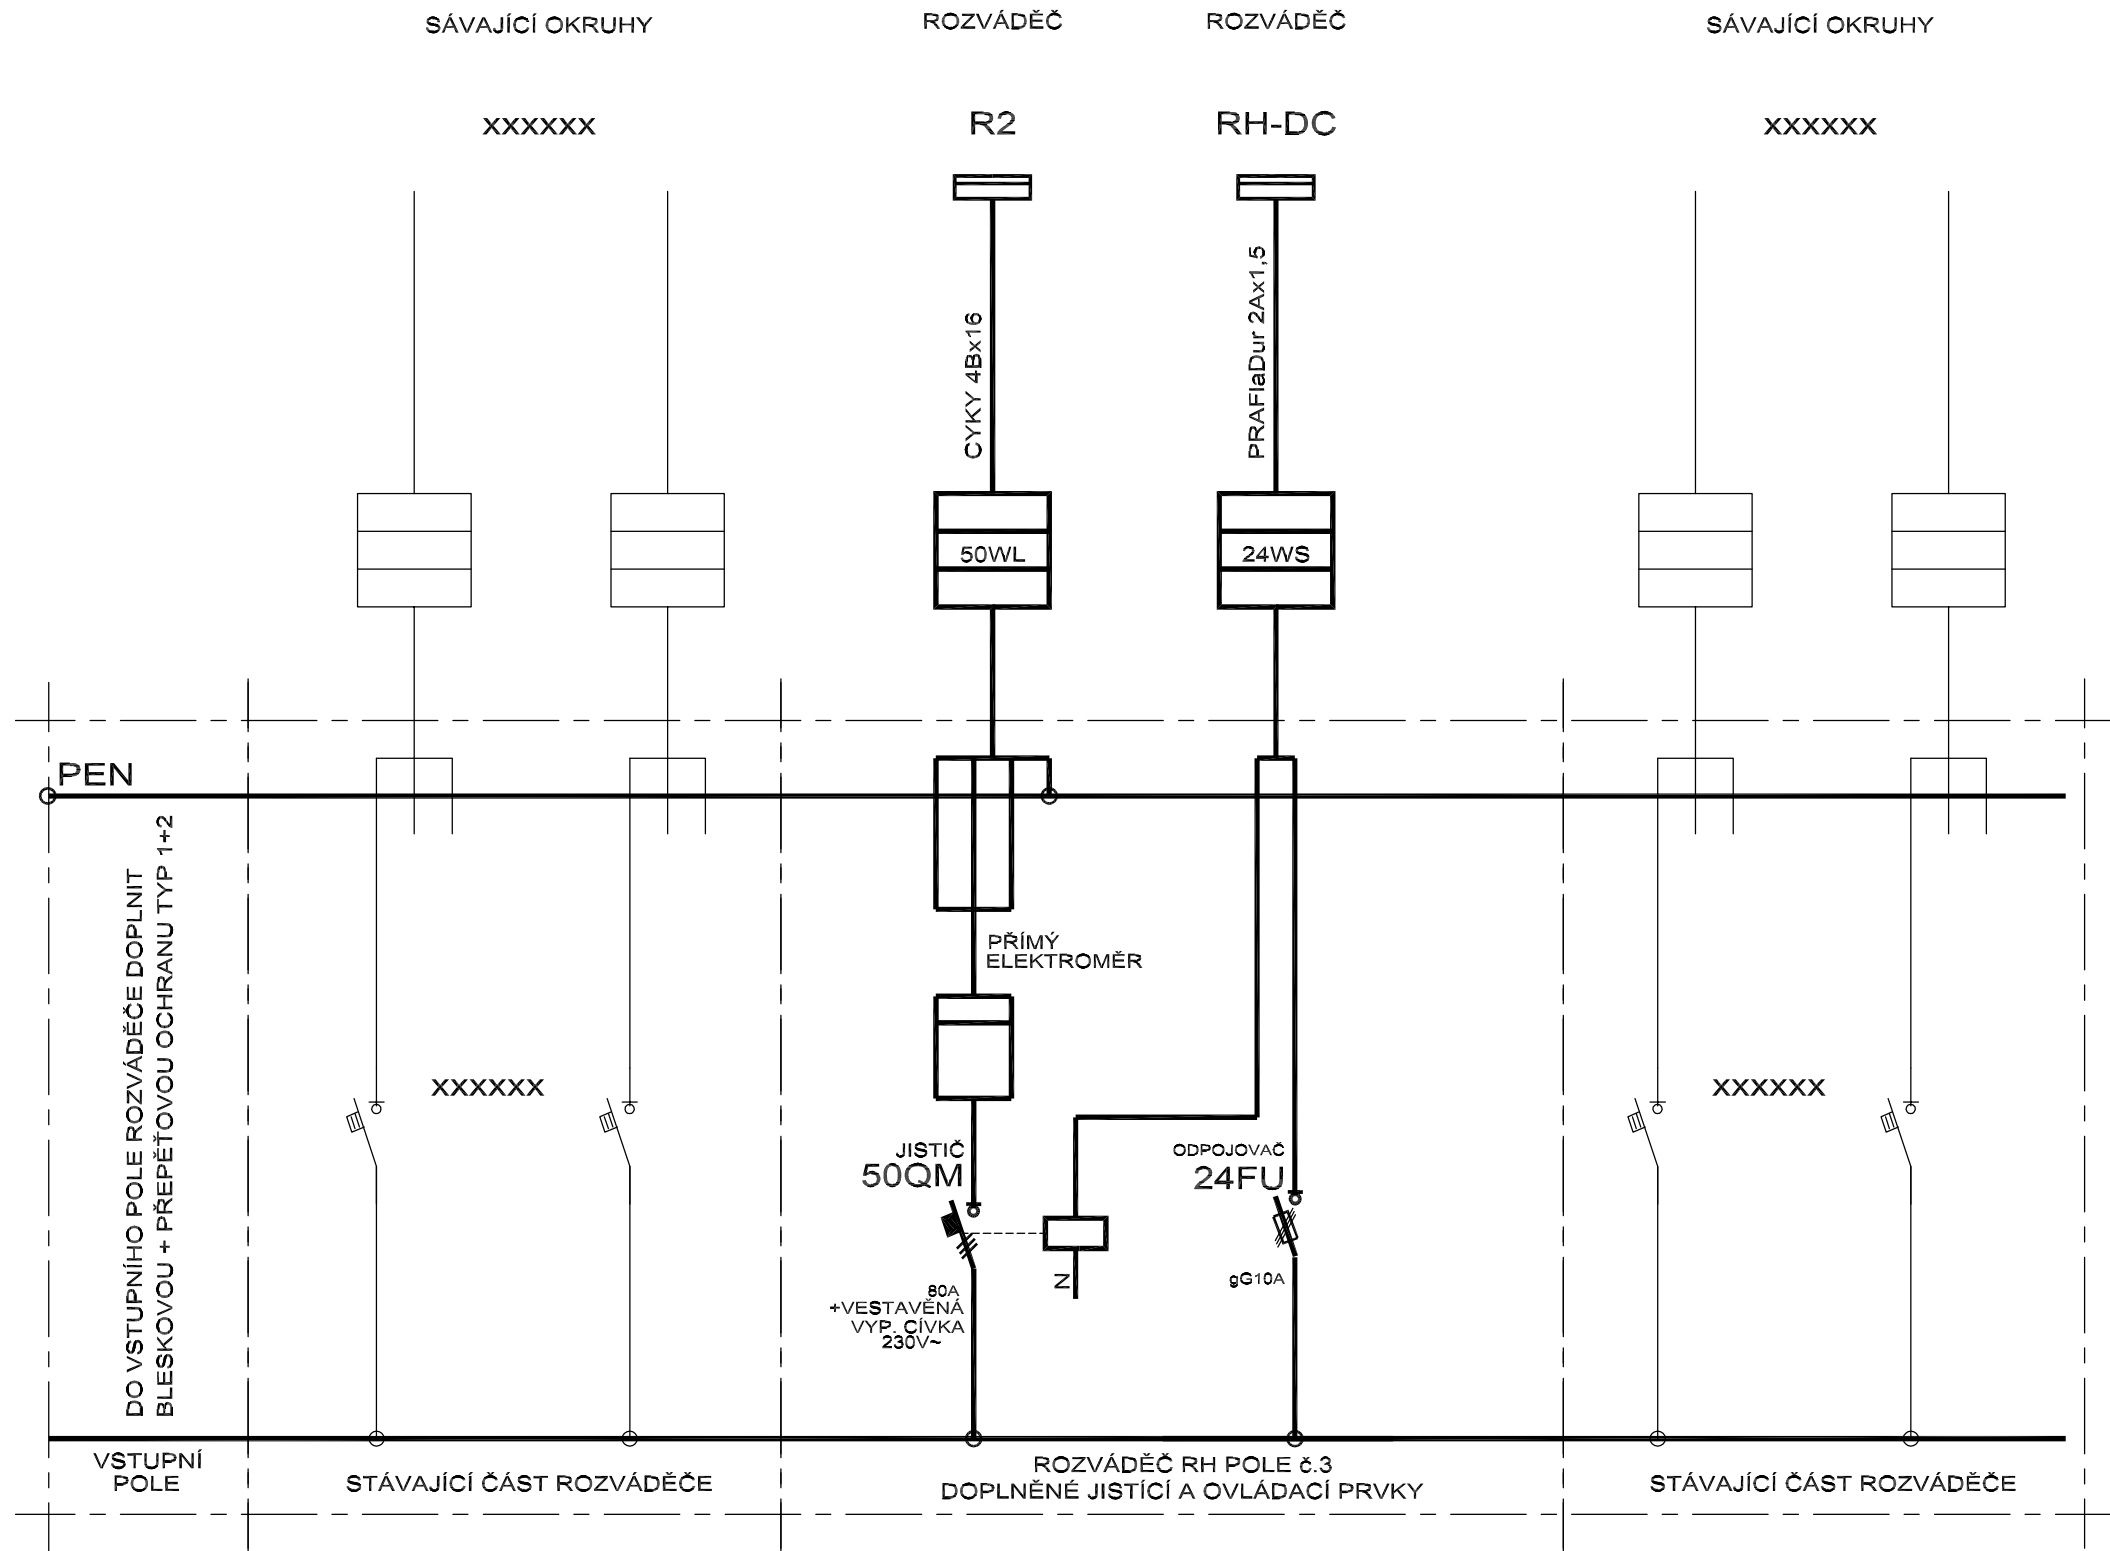 SÁVAJÍCÍ OKRUHY
ROZVÁDĚČ
ROZVÁDĚČ
SÁVAJÍCÍ OKRUHY
xxxxxx
R2
RH-DC
xxxxxx
CYKY 4Bx16
PRAFlaDur 2Ax1,5
50WL
24WS
PEN
DO VSTUPNÍHO POLE ROZVÁDĚČE DOPLNIT
BLESKOVOU + PŘEPĚŤOVOU OCHRANU TYP 1+2
PŘÍMÝ
ELEKTROMĚR
xxxxxx
xxxxxx
JISTIČ
50QM
ODPOJOVAČ
24FU
80A
+VESTAVĚNÁ
VYP. CÍVKA
230V~
N
gG10A
VSTUPNÍ
POLE
STÁVAJÍCÍ ČÁST ROZVÁDĚČE
ROZVÁDĚČ RH POLE č.3
DOPLNĚNÉ JISTÍCÍ A OVLÁDACÍ PRVKY
STÁVAJÍCÍ ČÁST ROZVÁDĚČE